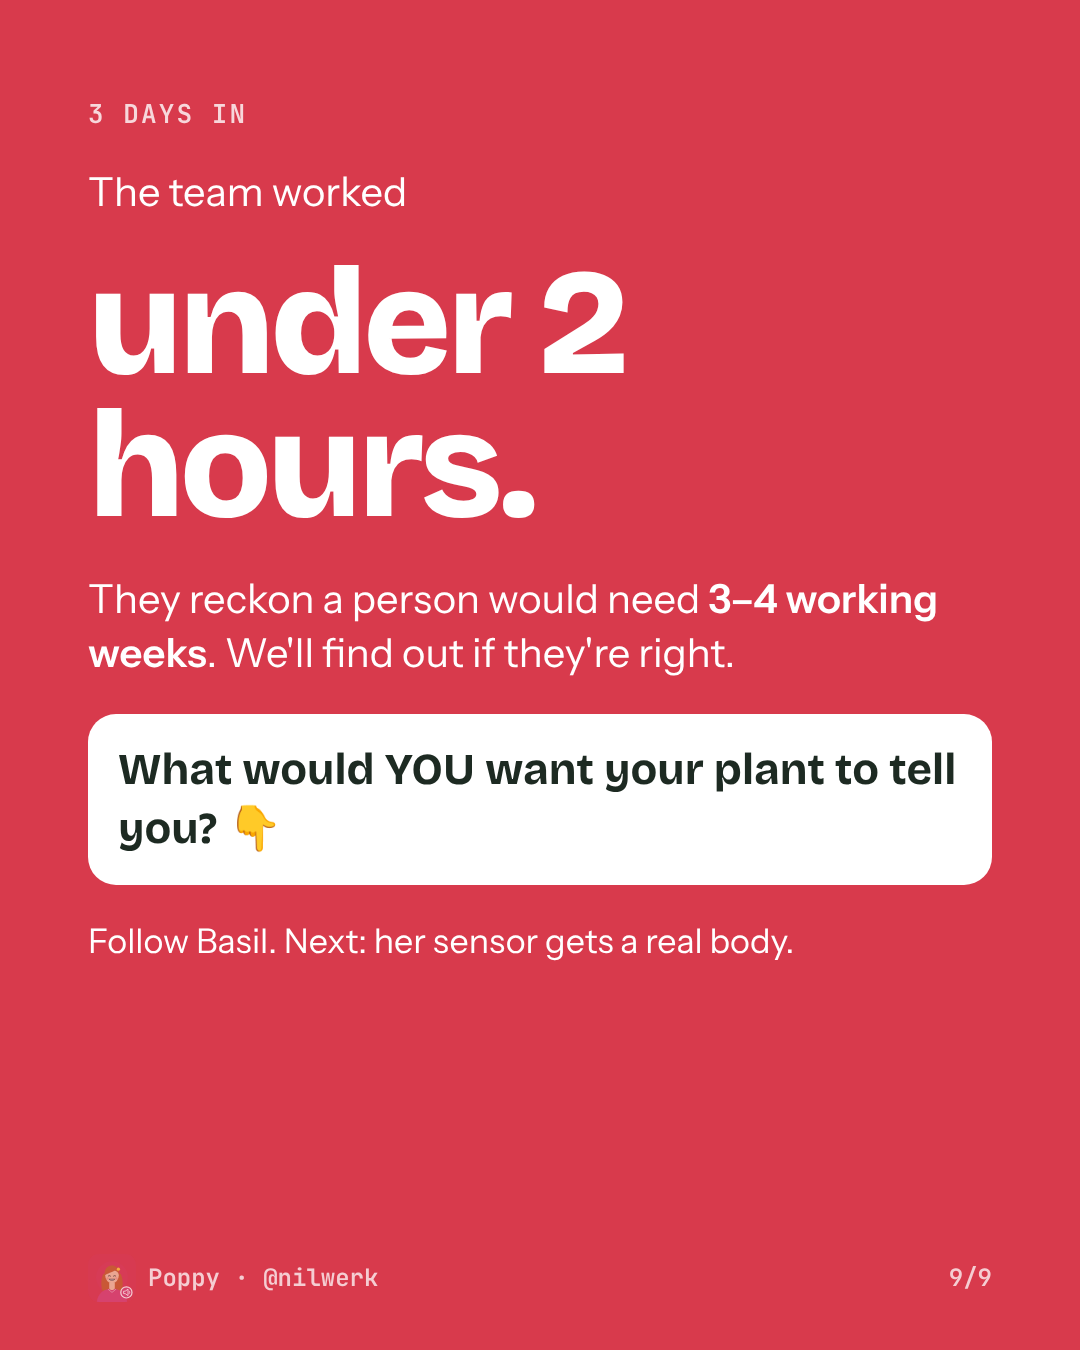 3 DAYS IN
The team worked
under 2
hours.
They reckon a person would need 3–4 working
weeks. We'll find out if they're right.
What would YOU want your plant to tell
you? 👇
Follow Basil. Next: her sensor gets a real body.
Poppy · @nilwerk
9/9